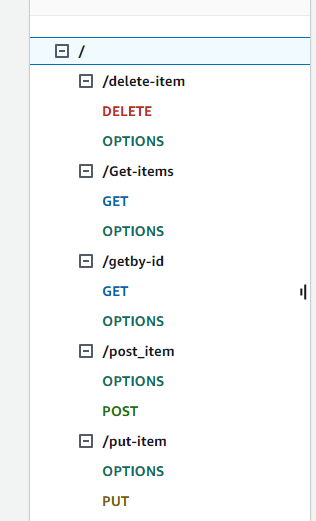 /
/delete-item
DELETE
OPTIONS
/Get-items
GET
OPTIONS
/getby-id
GET
OPTIONS
/post_item
OPTIONS
POST
/put-item
OPTIONS
PUT